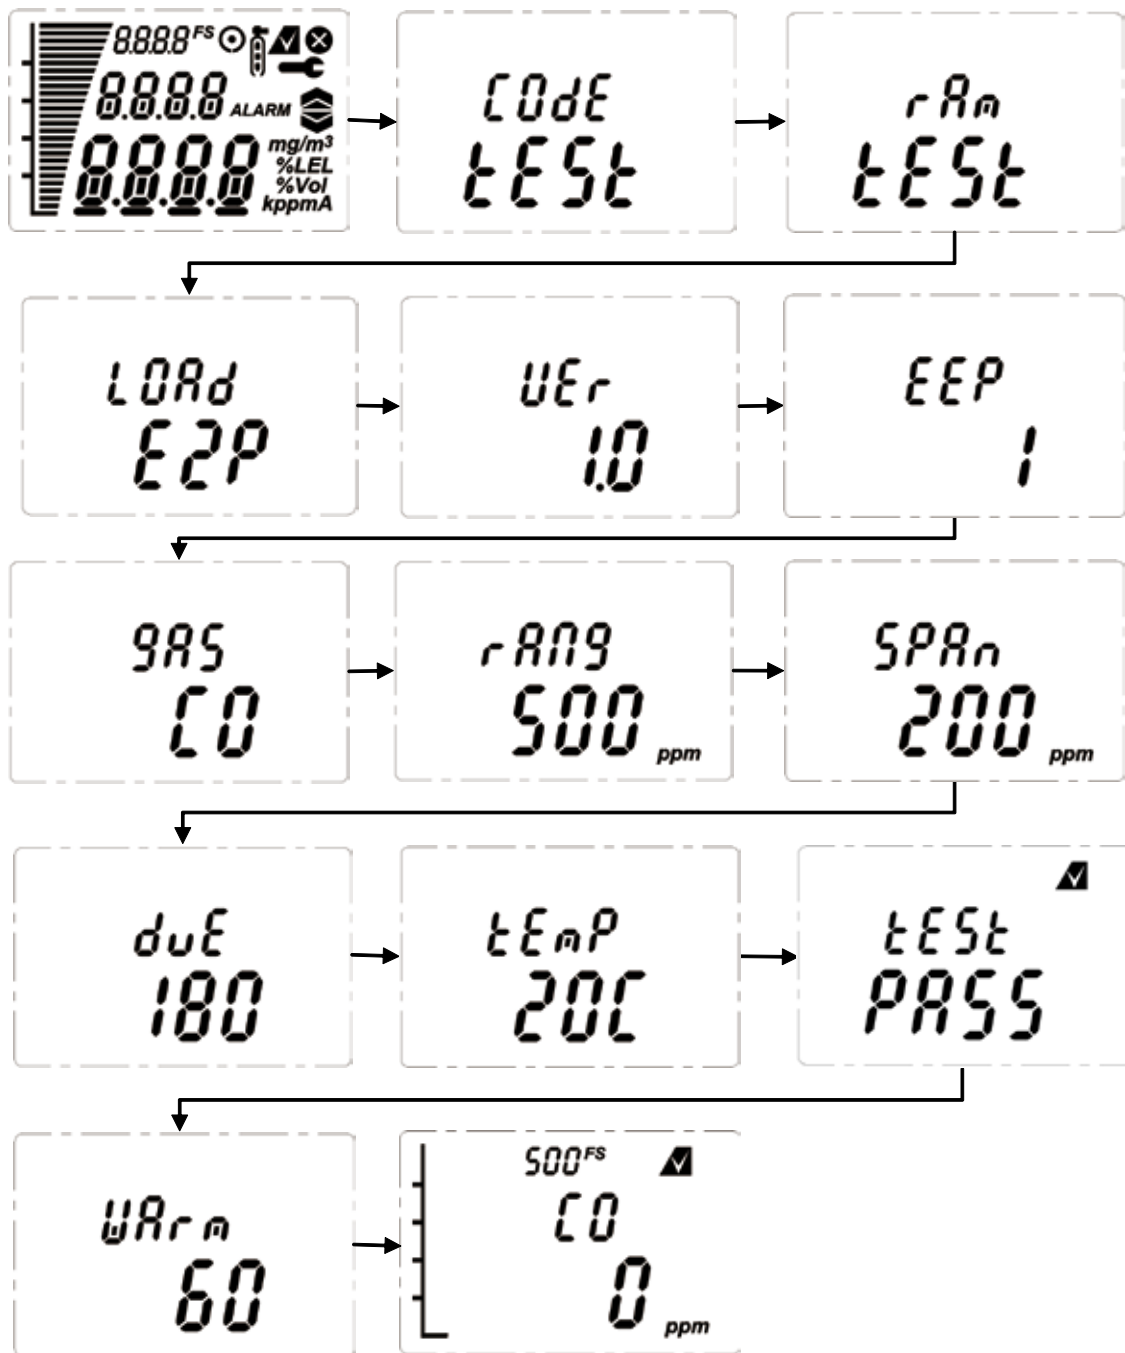 8.8.8.8 FS
8.8.8.8 ALARM
8.8.8.8
mg/m³
%LEL
%Vol
kppmA
COdE
tESt
rAm
tESt
LOAd
E2P
VEr
1.0
EEP
1
gAS
CO
rANg
500 ppm
SPAn
200 ppm
duE
180
tEmP
20C
tESt
PASS
WArm
60
500 FS
CO
0 ppm